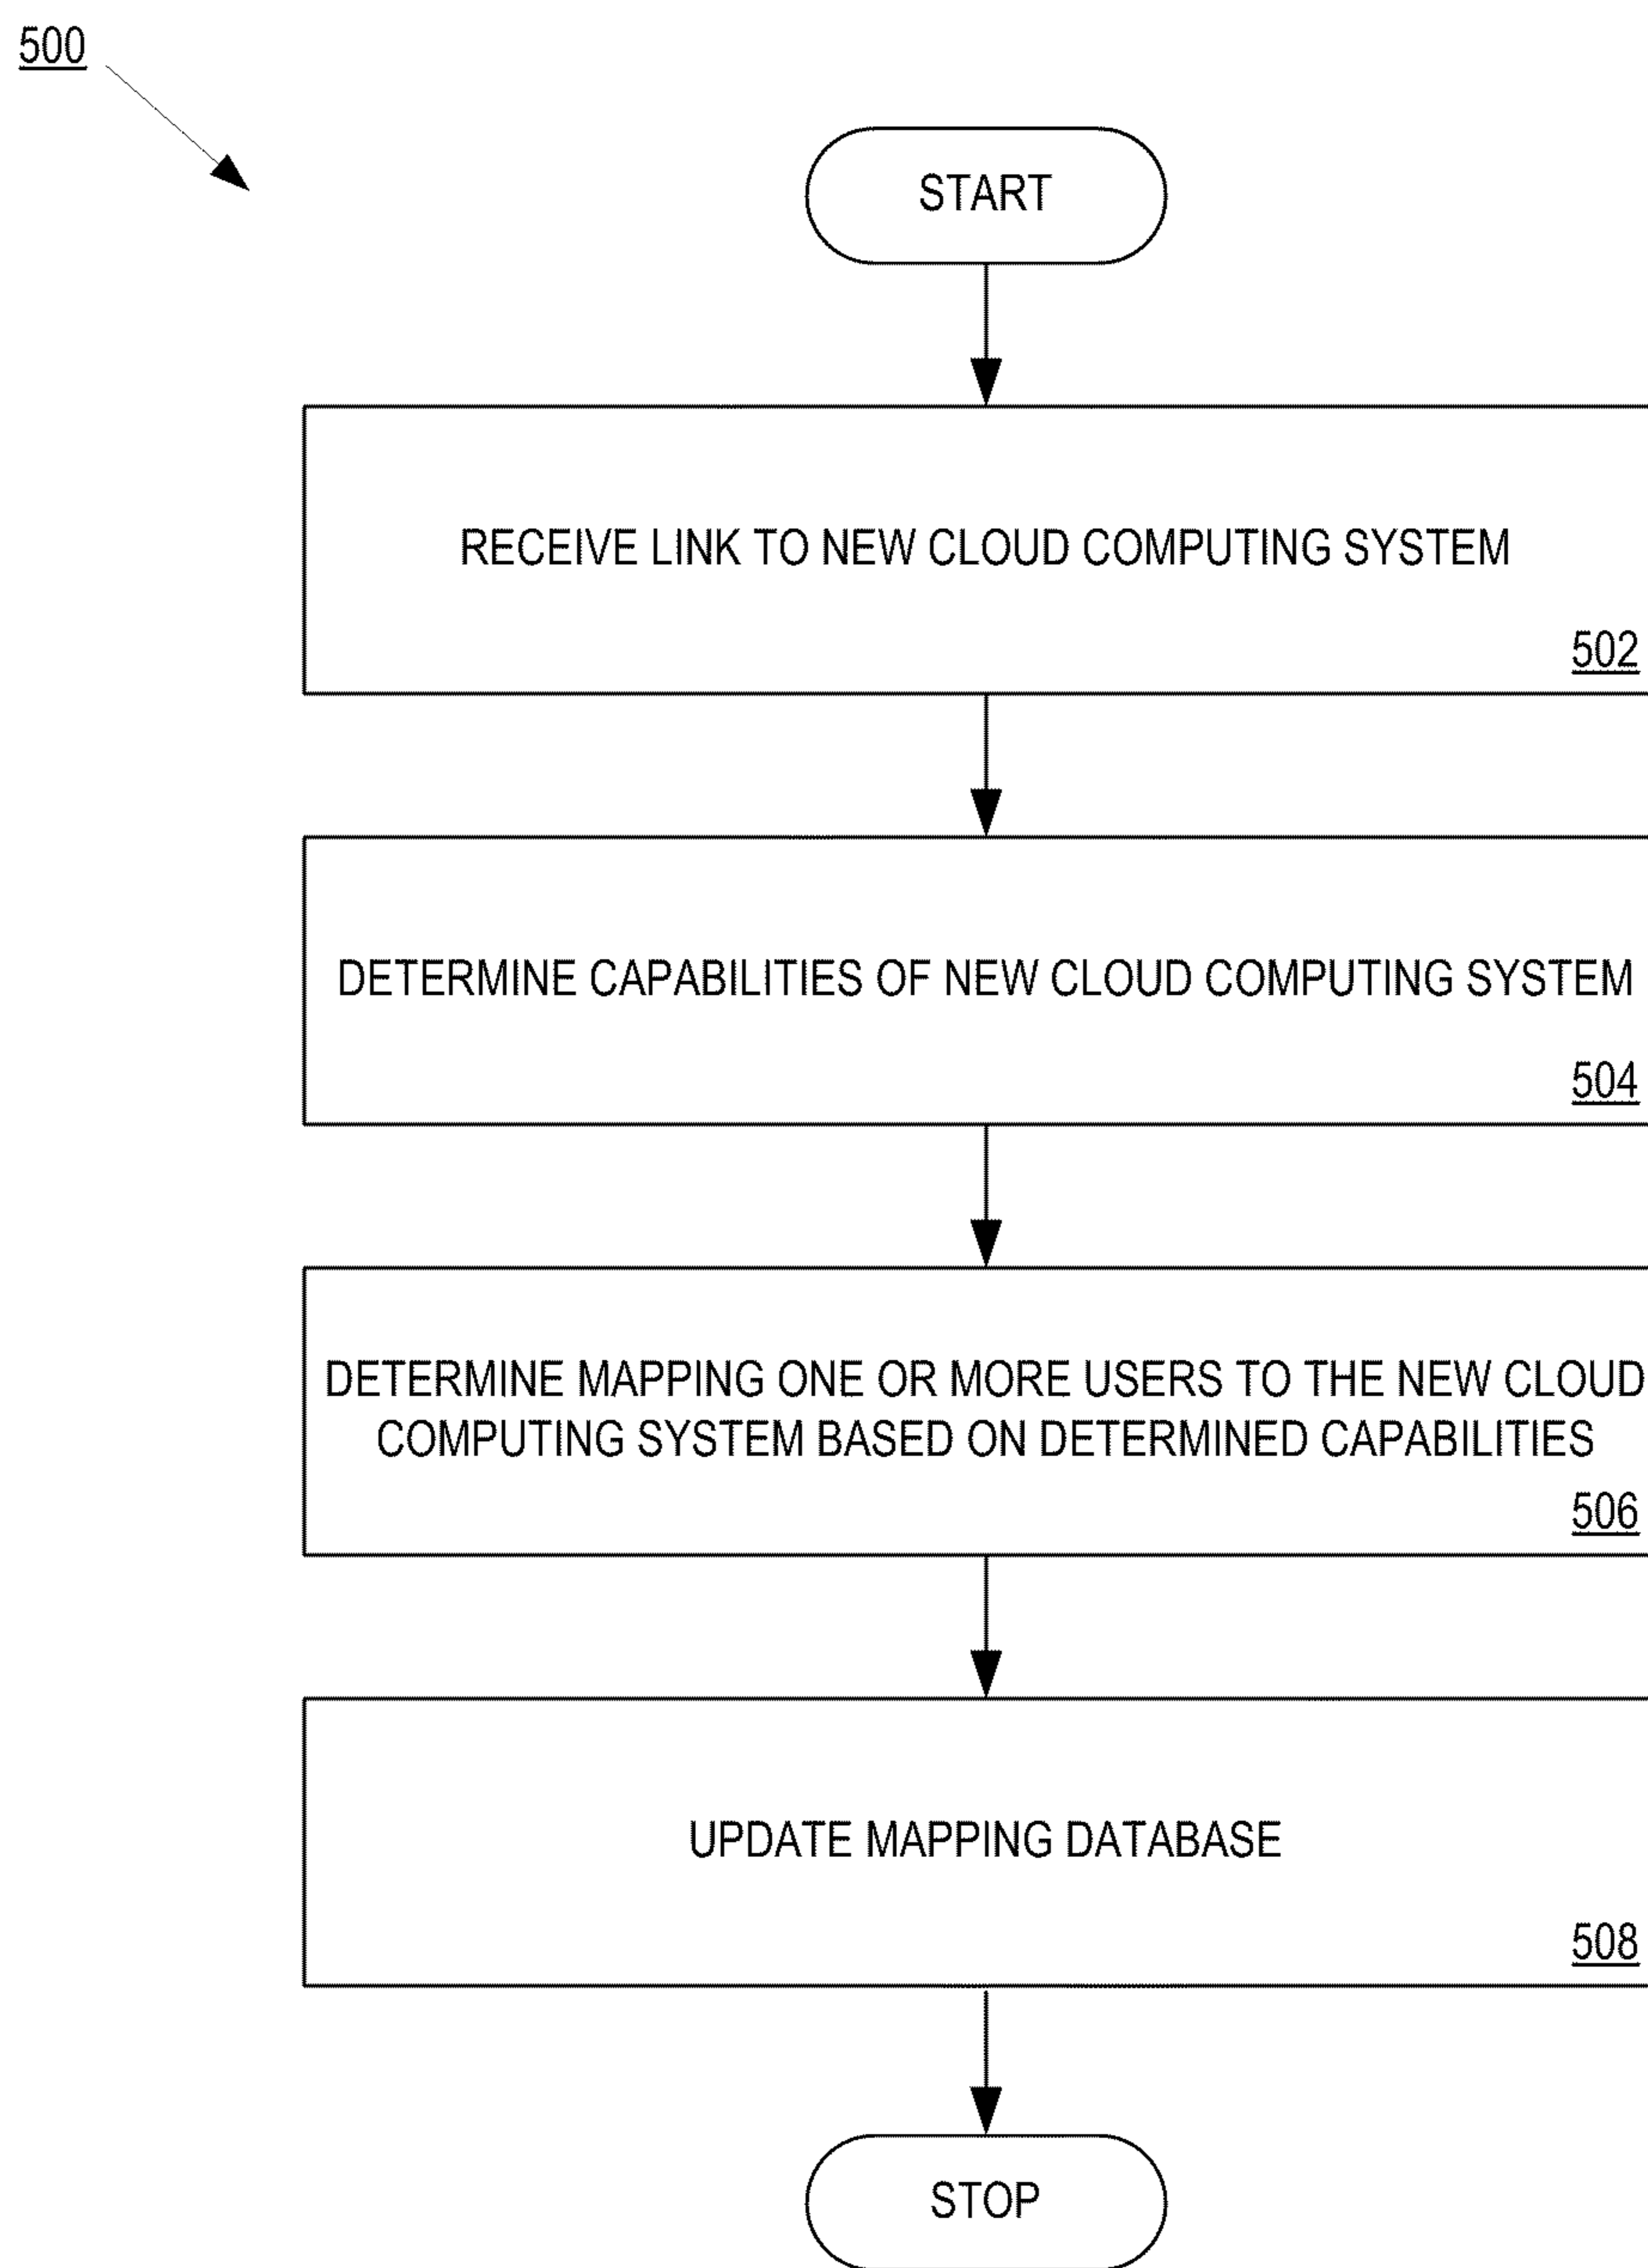 500
START
RECEIVE LINK TO NEW CLOUD COMPUTING SYSTEM
502
DETERMINE CAPABILITIES OF NEW CLOUD COMPUTING SYSTEM
504
DETERMINE MAPPING ONE OR MORE USERS TO THE NEW CLOUD
COMPUTING SYSTEM BASED ON DETERMINED CAPABILITIES
506
UPDATE MAPPING DATABASE
508
STOP